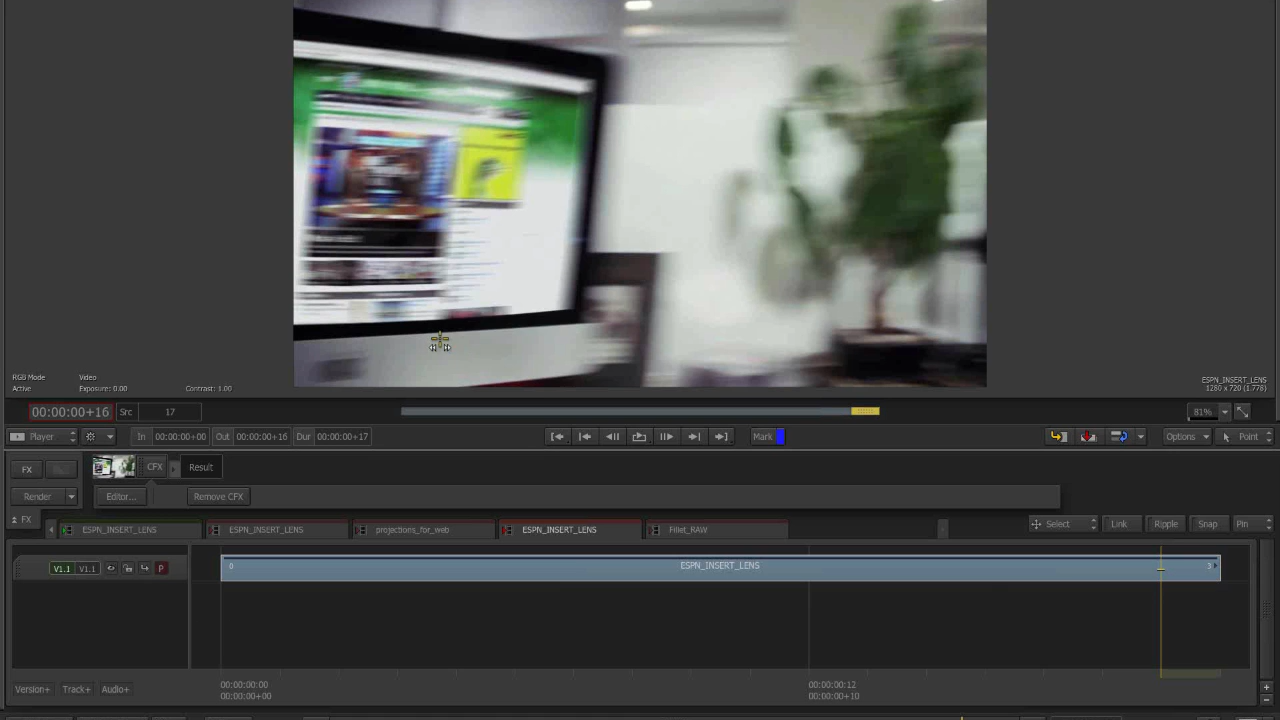 RGB Mode
Video
Active
Exposure: 0.00
Contrast: 1.00
ESPN_INSERT_LENS
1280 x 720 (1.778)
00:00:00+16
Src
17
81%
Player
In
00:00:00+00
Out
00:00:00+16
Dur
00:00:00+17
Mark
Options
Point
FX
CFX
Result
Render
Editor...
Remove CFX
FX
ESPN_INSERT_LENS
ESPN_INSERT_LENS
projections_for_web
ESPN_INSERT_LENS
Fillet_RAW
Select
Link
Ripple
Snap
Pin
V1.1
V1.1
P
0
ESPN_INSERT_LENS
3
Version+
Track+
Audio+
00:00:00:00
00:00:00+00
00:00:00:12
00:00:00+10